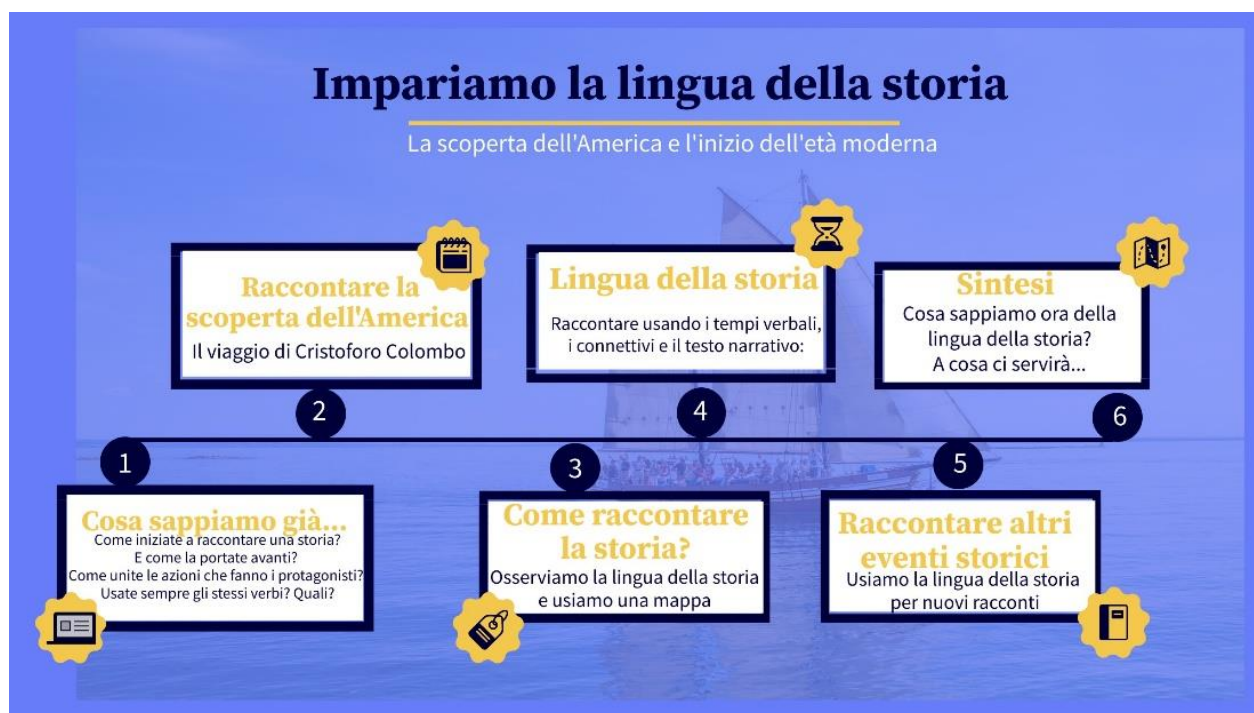 Impariamo la lingua della storia
La scoperta dell'America e l'inizio dell'età moderna
1
Cosa sappiamo già...
Come iniziate a raccontare una storia?
E come la portate avanti?
Come unite le azioni che fanno i protagonisti?
Usate sempre gli stessi verbi? Quali?
2
Raccontare la
scoperta dell'America
Il viaggio di Cristoforo Colombo
3
Come raccontare
la storia?
Osserviamo la lingua della storia
e usiamo una mappa
4
Lingua della storia
Raccontare usando i tempi verbali,
i connettivi e il testo narrativo:
5
Raccontare altri
eventi storici
Usiamo la lingua della storia
per nuovi racconti
6
Sintesi
Cosa sappiamo ora della
lingua della storia?
A cosa ci servirà...